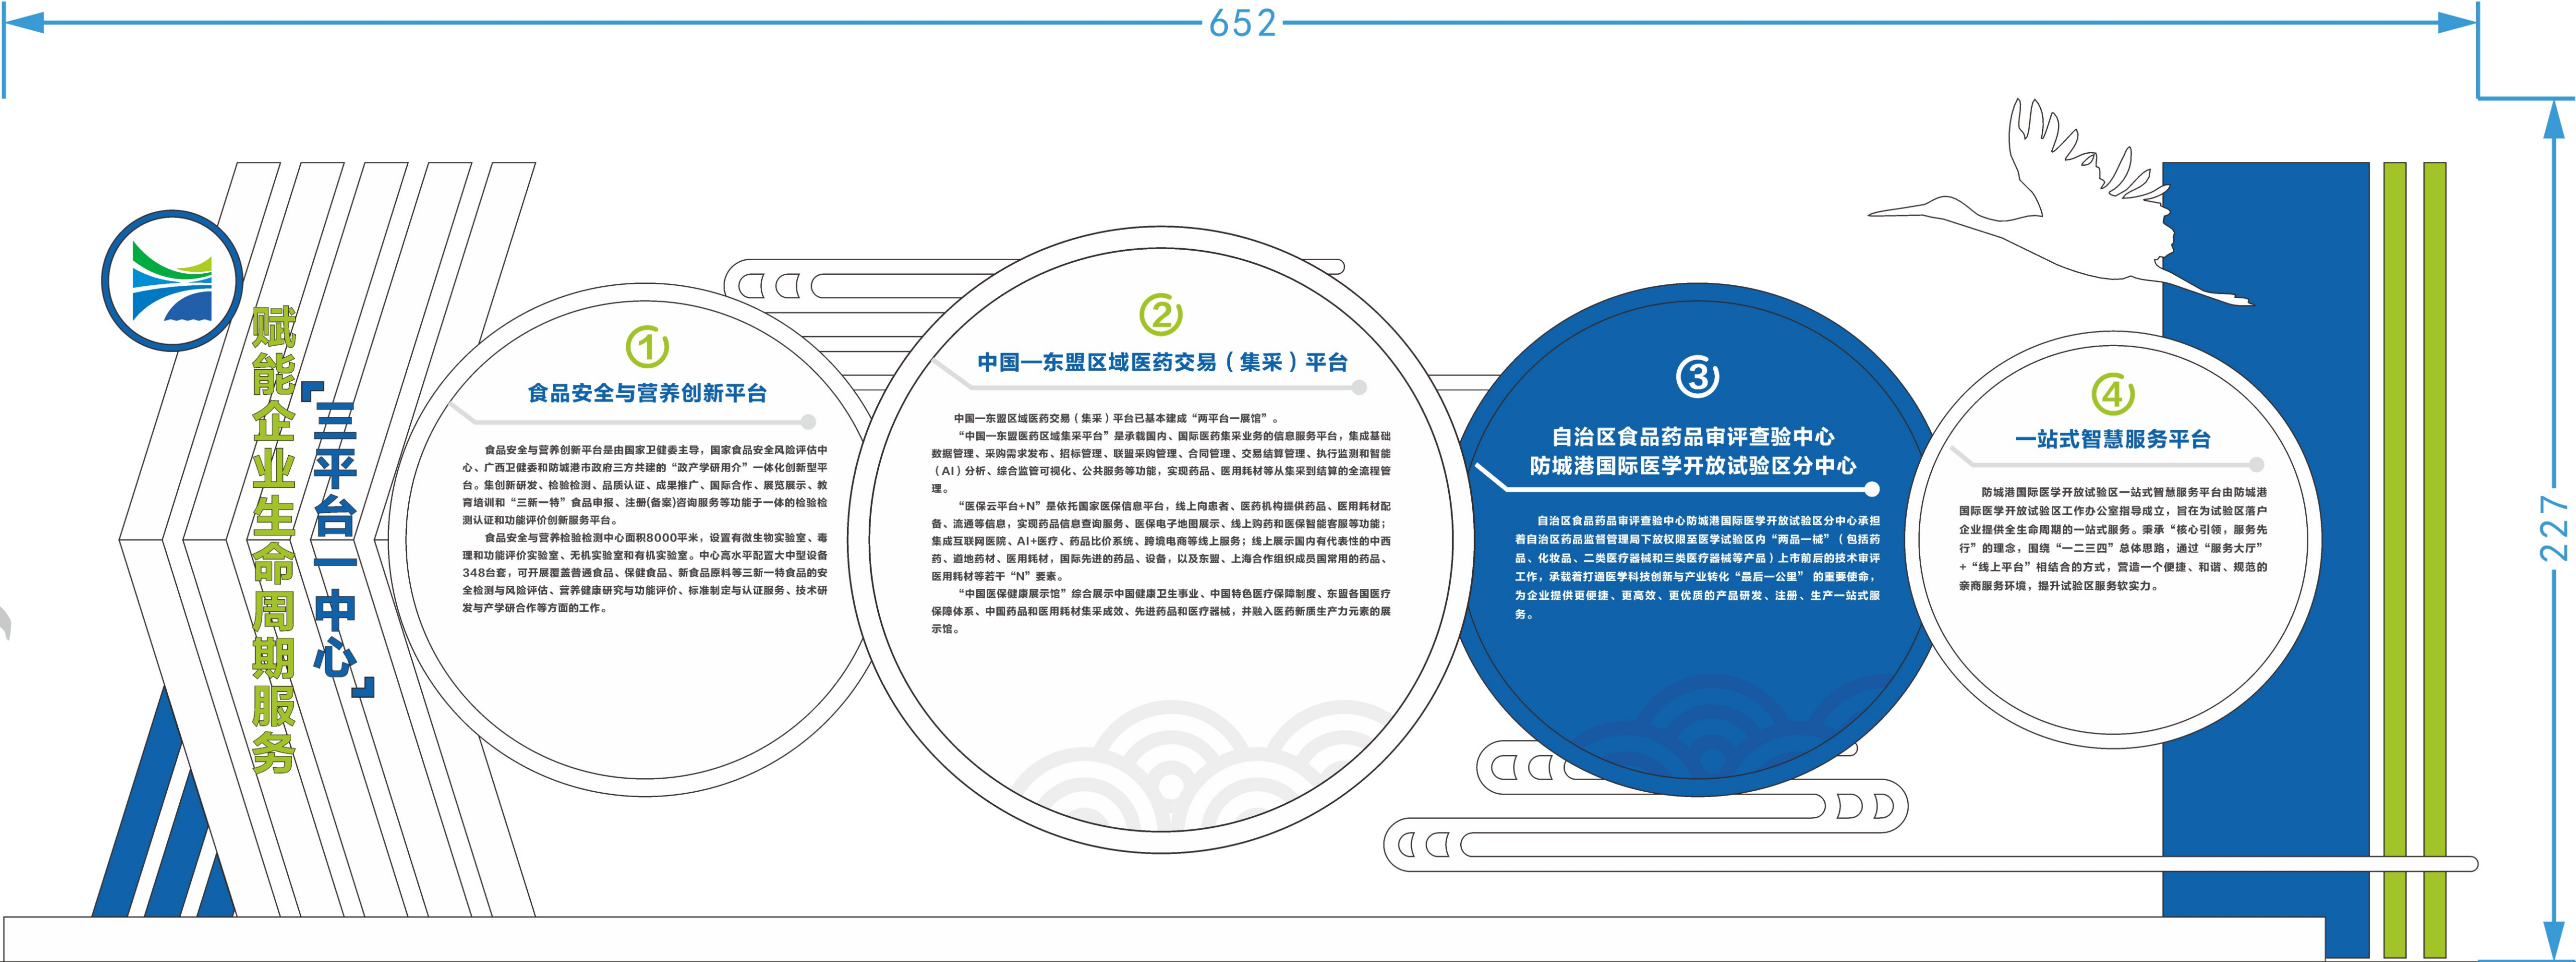 652
227
赋能企业生命周期服务
「三平台一中心」
1
食品安全与营养创新平台
食品安全与营养创新平台是由国家卫健委主导，国家食品安全风险评估中
心、广西卫健委和防城港市政府三方共建的“政产学研用介”一体化创新型平
台。集创新研发、检验检测、品质认证、成果推广、国际合作、展览展示、教
育培训和“三新一特”食品申报、注册(备案)咨询服务等功能于一体的检验检
测认证和功能评价创新服务平台。
食品安全与营养检验检测中心面积8000平米，设置有微生物实验室、毒
理和功能评价实验室、无机实验室和有机实验室。中心高水平配置大中型设备
348台套，可开展覆盖普通食品、保健食品、新食品原料等三新一特食品的安
全检测与风险评估、营养健康研究与功能评价、标准制定与认证服务、技术研
发与产学研合作等方面的工作。
2
中国—东盟区域医药交易（集采）平台
中国—东盟区域医药交易（集采）平台已基本建成“两平台一展馆”。
“中国—东盟医药区域集采平台”是承载国内、国际医药集采业务的信息服务平台，集成基础
数据管理、采购需求发布、招标管理、联盟采购管理、合同管理、交易结算管理、执行监测和智能
（AI）分析、综合监管可视化、公共服务等功能，实现药品、医用耗材等从集采到结算的全流程管
理。
“医保云平台+N”是依托国家医保信息平台，线上向患者、医药机构提供药品、医用耗材配
备、流通等信息，实现药品信息查询服务、医保电子地图展示、线上购药和医保智能客服等功能；
集成互联网医院、AI+医疗、药品比价系统、跨境电商等线上服务；线上展示国内有代表性的中西
药、道地药材、医用耗材，国际先进的药品、设备，以及东盟、上海合作组织成员国常用的药品、
医用耗材等若干“N”要素。
“中国医保健康展示馆”综合展示中国健康卫生事业、中国特色医疗保障制度、东盟各国医疗
保障体系、中国药品和医用耗材集采成效、先进药品和医疗器械，并融入医药新质生产力元素的展
示馆。
3
自治区食品药品审评查验中心
防城港国际医学开放试验区分中心
自治区食品药品审评查验中心防城港国际医学开放试验区分中心承担
着自治区药品监督管理局下放权限至医学试验区内“两品一械”（包括药
品、化妆品、二类医疗器械和三类医疗器械等产品）上市前后的技术审评
工作，承载着打通医学科技创新与产业转化“最后一公里” 的重要使命，
为企业提供更便捷、更高效、更优质的产品研发、注册、生产一站式服
务。
4
一站式智慧服务平台
防城港国际医学开放试验区一站式智慧服务平台由防城港
国际医学开放试验区工作办公室指导成立，旨在为试验区落户
企业提供全生命周期的一站式服务。秉承“核心引领，服务先
行”的理念，围绕“一二三四”总体思路，通过“服务大厅”
+“线上平台”相结合的方式，营造一个便捷、和谐、规范的
亲商服务环境，提升试验区服务软实力。